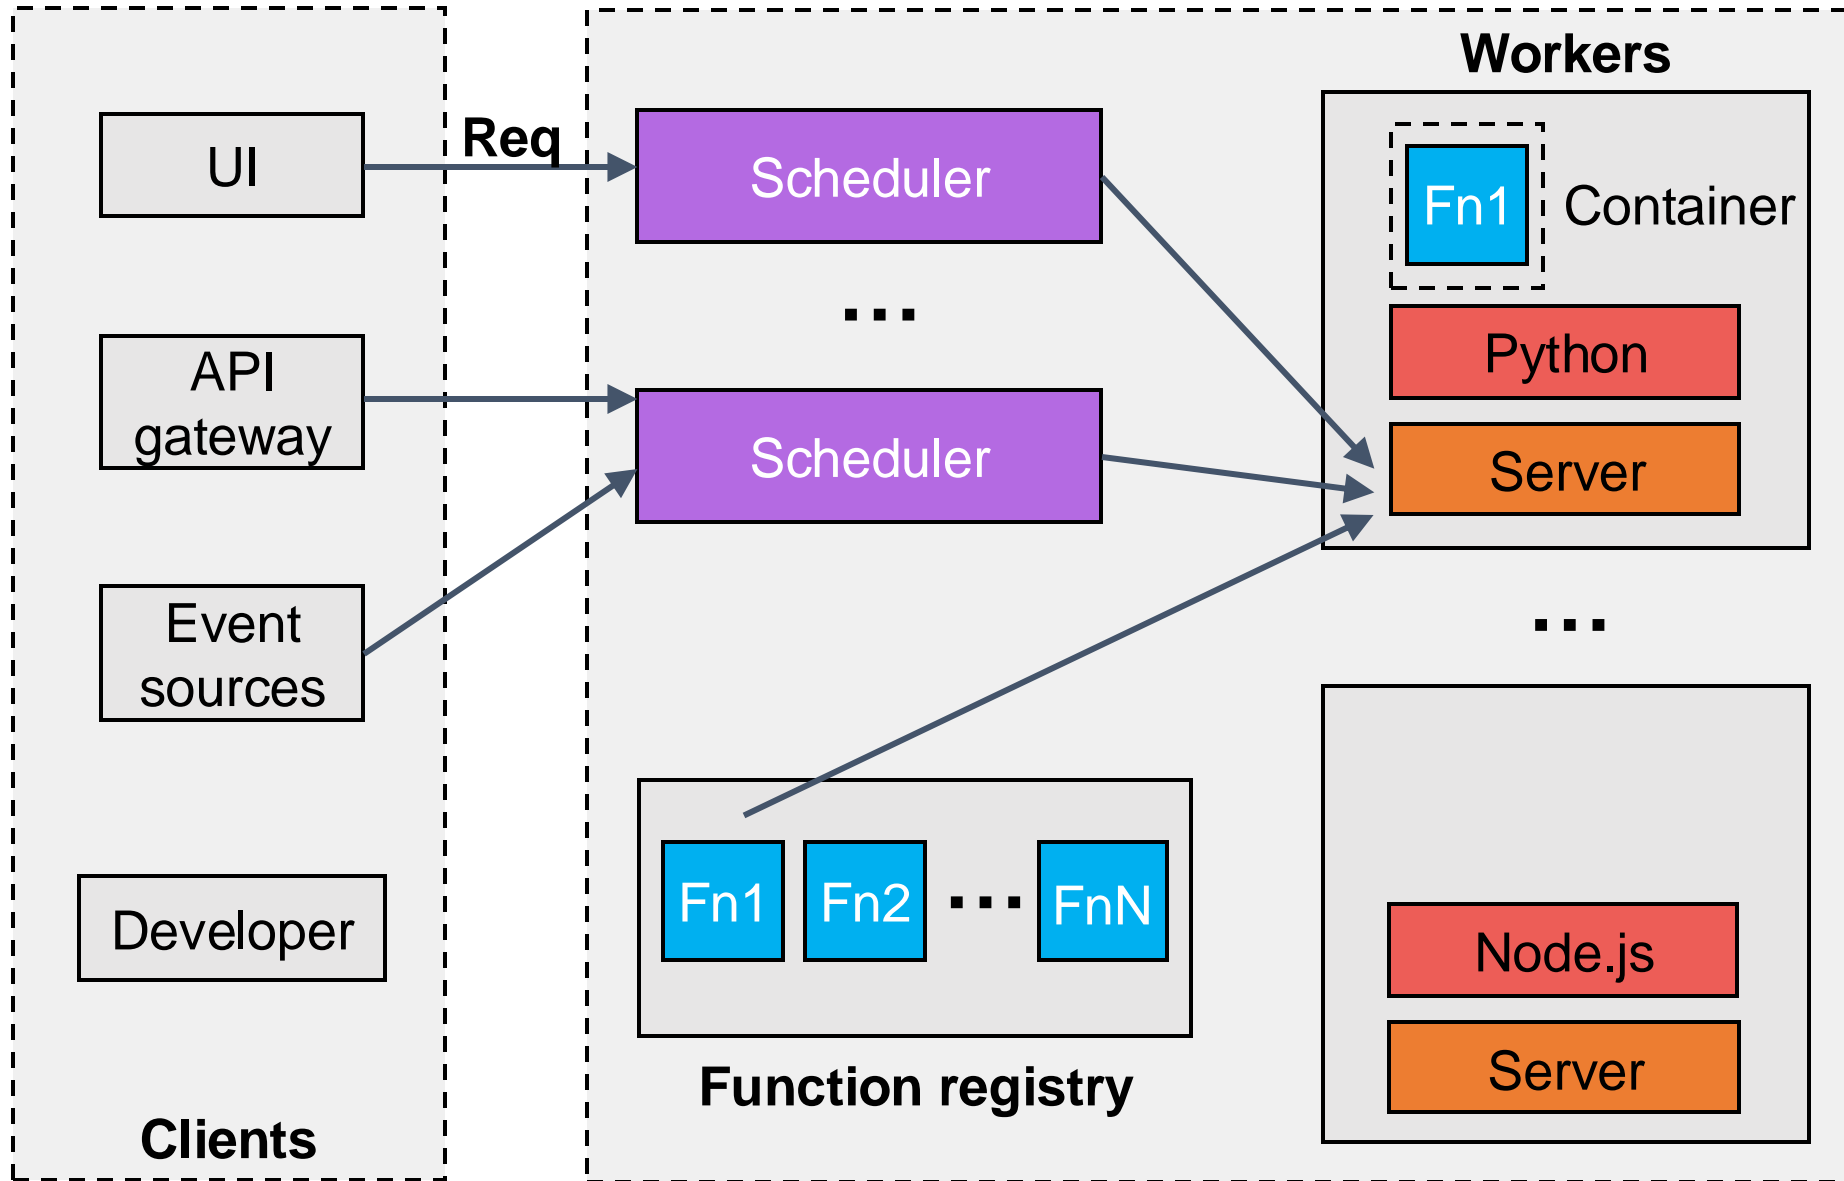 Workers
UI
Req
Scheduler
Fn1
Container
...
API
gateway
Scheduler
Python
Server
Event
sources
...
Developer
Fn1
Fn2
...
FnN
Node.js
Server
Function registry
Clients